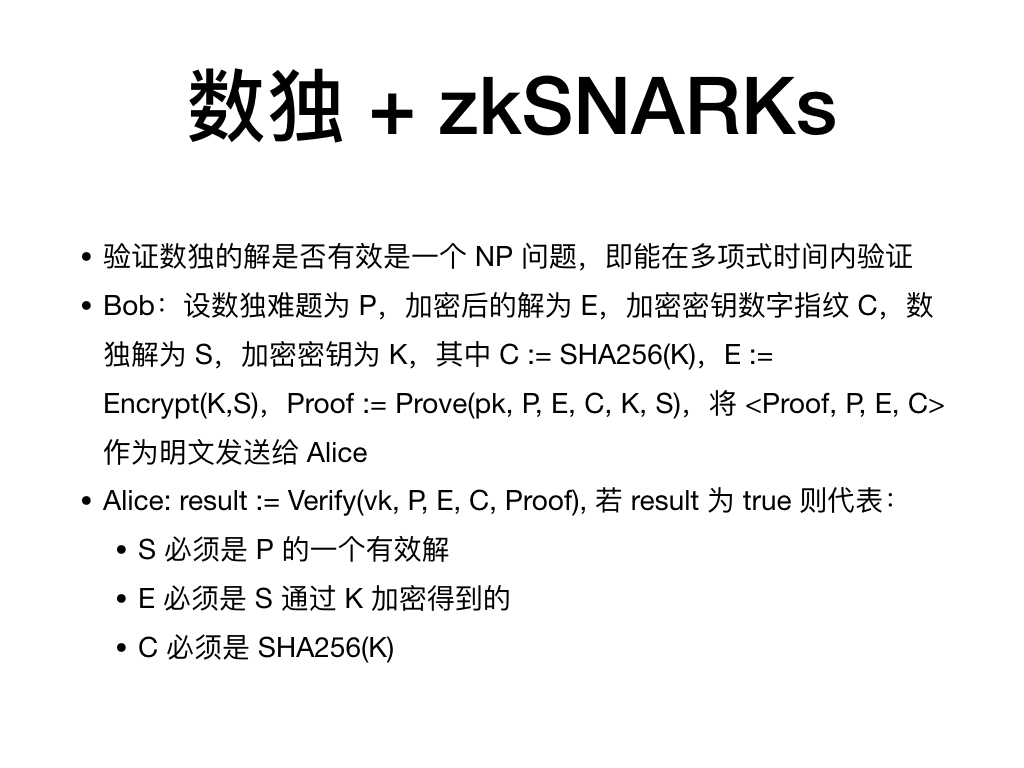 数独 + zkSNARKs
• 验证数独的解是否有效是一个 NP 问题，即能在多项式时间内验证
• Bob：设数独难题为 P，加密后的解为 E，加密密钥数字指纹 C，数
独解为 S，加密密钥为 K，其中 C := SHA256(K)，E :=
Encrypt(K,S)，Proof := Prove(pk, P, E, C, K, S)，将 <Proof, P, E, C>
作为明文发送给 Alice
• Alice: result := Verify(vk, P, E, C, Proof), 若 result 为 true 则代表：
• S 必须是 P 的一个有效解
• E 必须是 S 通过 K 加密得到的
• C 必须是 SHA256(K)